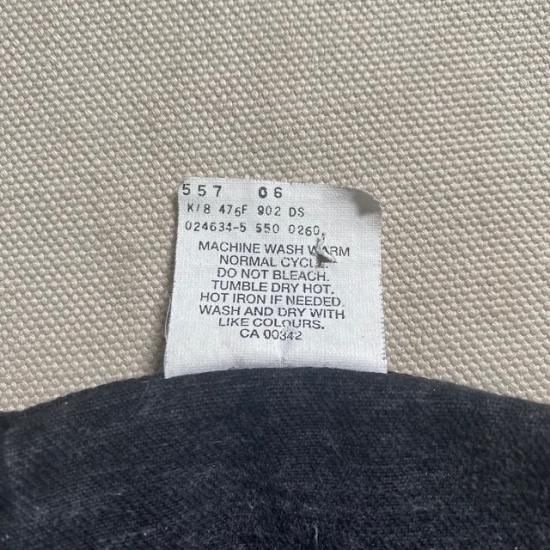 557 06
K/8 476F 902 DS
024634-5 550 0260
MACHINE WASH WARM
NORMAL CYCLE.
DO NOT BLEACH.
TUMBLE DRY HOT.
HOT IRON IF NEEDED.
WASH AND DRY WITH
LIKE COLOURS.
CA 00342